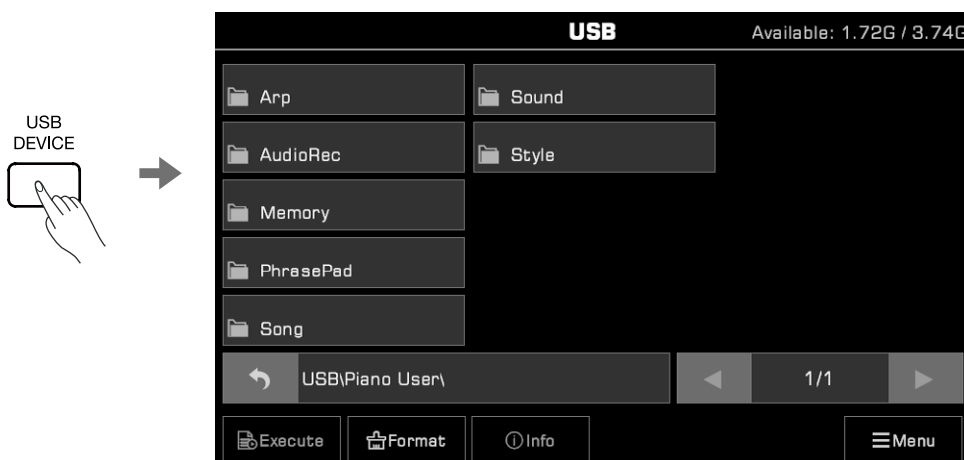 USB
DEVICE
USB
Available: 1.72G / 3.74G
Arp
Sound
AudioRec
Style
Memory
PhrasePad
Song
USB\Piano User\
1/1
Execute
Format
Info
Menu